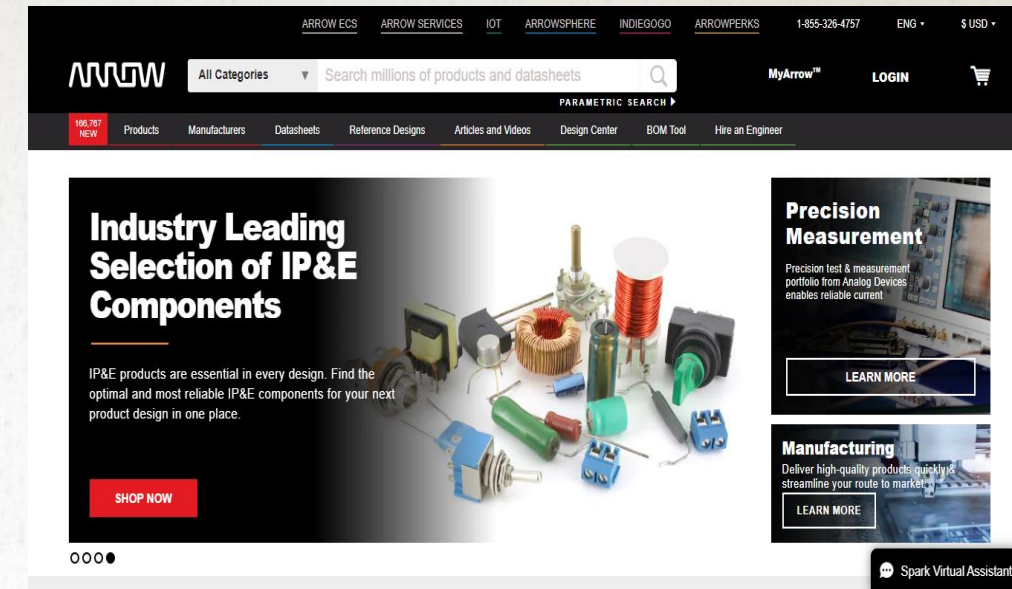 ARROW ECS ARROW SERVICES IOT ARROWSPHERE INDIEGOGO ARROWPERKS 1-855-326-4757 ENG $ USD
ARROW All Categories Search millions of products and datasheets MyArrow™ LOGIN
PARAMETRIC SEARCH
166,767
NEW Products Manufacturers Datasheets Reference Designs Articles and Videos Design Center BOM Tool Hire an Engineer
Industry Leading
Selection of IP&E
Components
IP&E products are essential in every design. Find the
optimal and most reliable IP&E components for your next
product design in one place.
SHOP NOW
Precision
Measurement
Precision test & measurement
portfolio from Analog Devices
enables reliable current
LEARN MORE
Manufacturing
Deliver high-quality products quickly &
streamline your route to market.
LEARN MORE
Spark Virtual Assistant